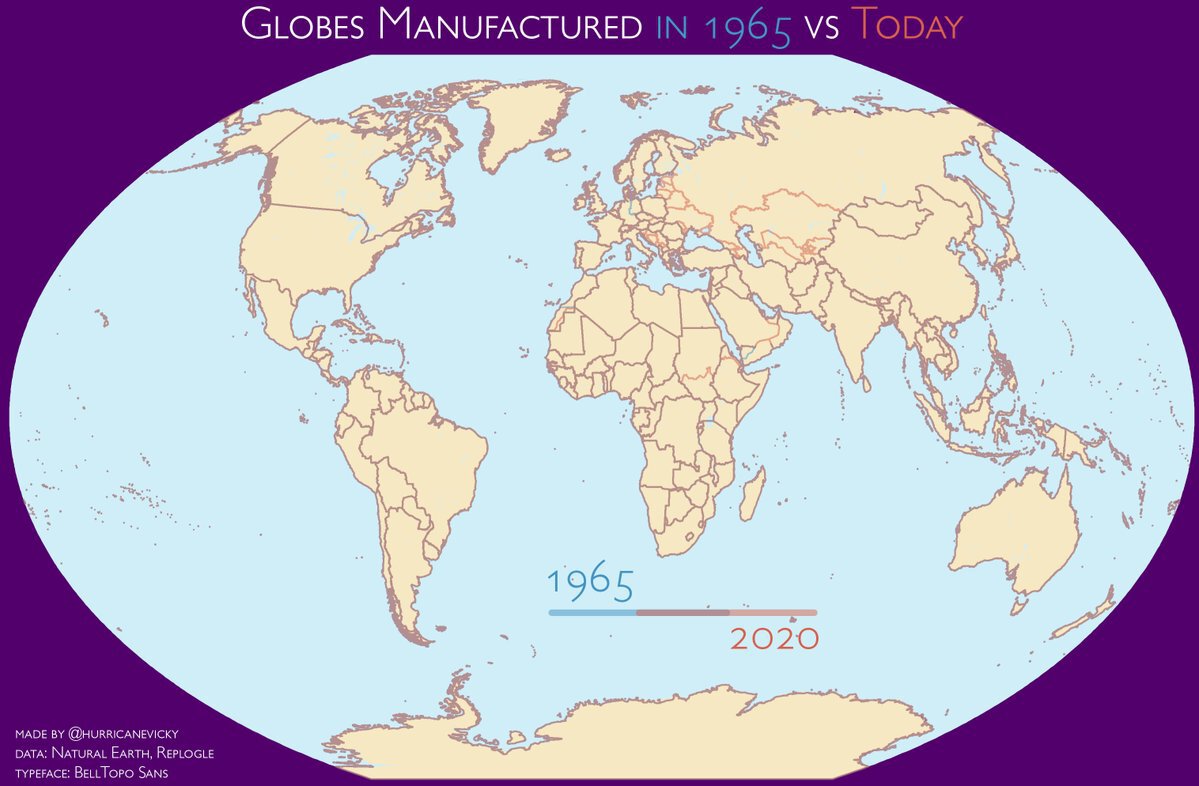 Globes Manufactured in 1965 vs Today
1965
2020
made by @hurricanevicky
data: Natural Earth, Replogle
typeface: BellTopo Sans